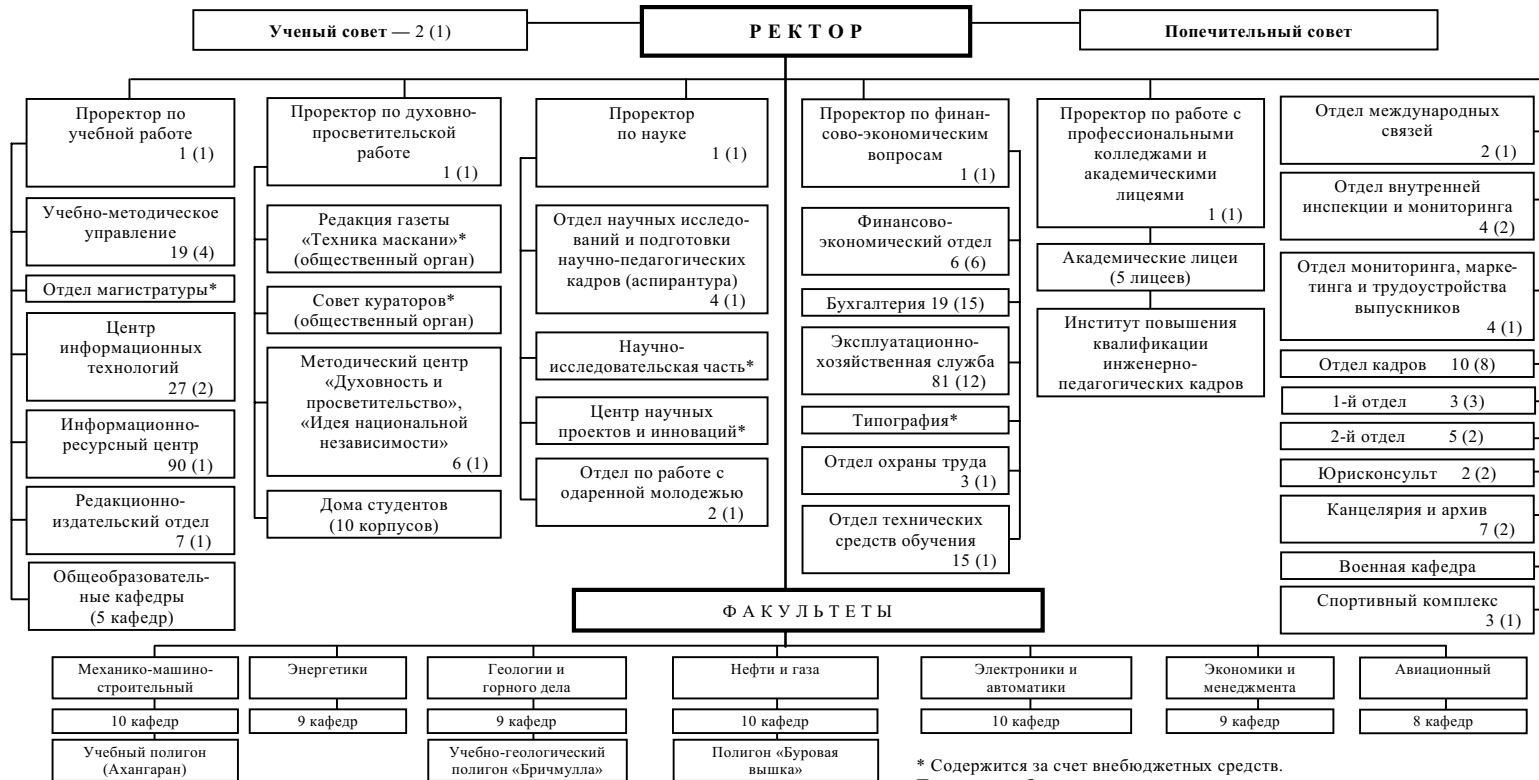 Ученый совет — 2 (1)
РЕКТОР
Попечительный совет
Проректор по
учебной работе
1 (1)
Учебно-методическое
управление
19 (4)
Отдел магистратуры*
Центр
информационных
технологий
27 (2)
Информационно-
ресурсный центр
90 (1)
Редакционно-
издательский отдел
7 (1)
Общеобразователь-
ные кафедры
(5 кафедр)
Проректор по духовно-
просветительской
работе
1 (1)
Редакция газеты
«Техника маскани»*
(общественный орган)
Совет кураторов*
(общественный орган)
Методический центр
«Духовность и
просветительство»,
«Идея национальной
независимости»
6 (1)
Дома студентов
(10 корпусов)
Проректор
по науке
1 (1)
Отдел научных исследо-
ваний и подготовки
научно-педагогических
кадров (аспирантура)
4 (1)
Научно-
исследовательская часть*
Центр научных
проектов и инноваций*
Отдел по работе с
одаренной молодежью
2 (1)
Проректор по финан-
сово-экономическим
вопросам
1 (1)
Финансово-
экономический отдел
6 (6)
Бухгалтерия 19 (15)
Эксплуатационно-
хозяйственная служба
81 (12)
Типография*
Отдел охраны труда
3 (1)
Отдел технических
средств обучения
15 (1)
Проректор по работе с
профессиональными
колледжами и
академическими
лицеями
1 (1)
Академические лицеи
(5 лицеев)
Институт повышения
квалификации
инженерно-
педагогических кадров
Отдел международных
связей
2 (1)
Отдел внутренней
инспекции и мониторинга
4 (2)
Отдел мониторинга, марке-
тинга и трудоустройства
выпускников
4 (1)
Отдел кадров 10 (8)
1-й отдел 3 (3)
2-й отдел 5 (2)
Юрисконсульт 2 (2)
Канцелярия и архив
7 (2)
Военная кафедра
Спортивный комплекс
3 (1)
ФАКУЛЬТЕТЫ
Механико-машино-
строительный
10 кафедр
Учебный полигон
(Ахангаран)
Энергетики
9 кафедр
Геологии и
горного дела
9 кафедр
Учебно-геологический
полигон «Бричмулла»
Нефти и газа
10 кафедр
Полигон «Буровая
вышка»
Электроники и
автоматики
10 кафедр
Экономики и
менеджмента
9 кафедр
Авиационный
8 кафедр
* Содержится за счет внебюджетных средств.